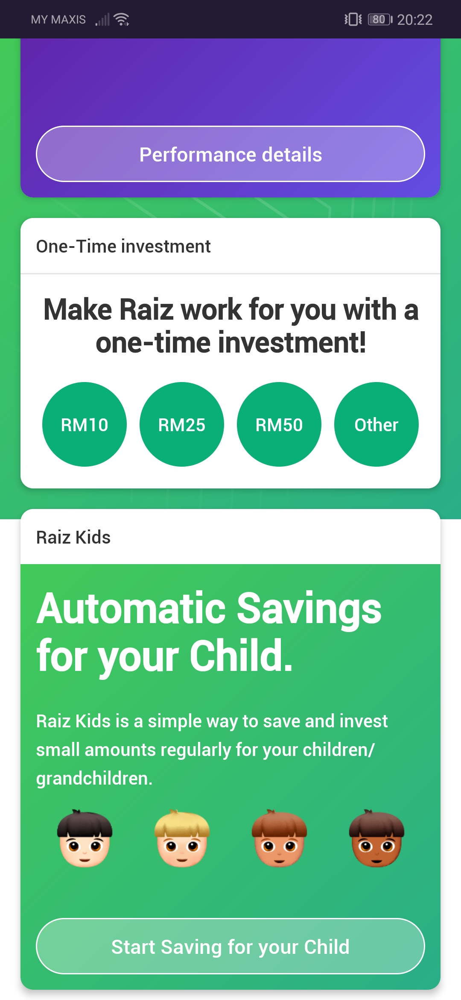 MY MAXIS 80 20:22
Performance details
One-Time investment
Make Raiz work for you with a
one-time investment!
RM10 RM25 RM50 Other
Raiz Kids
Automatic Savings
for your Child.
Raiz Kids is a simple way to save and invest
small amounts regularly for your children/
grandchildren.
Start Saving for your Child